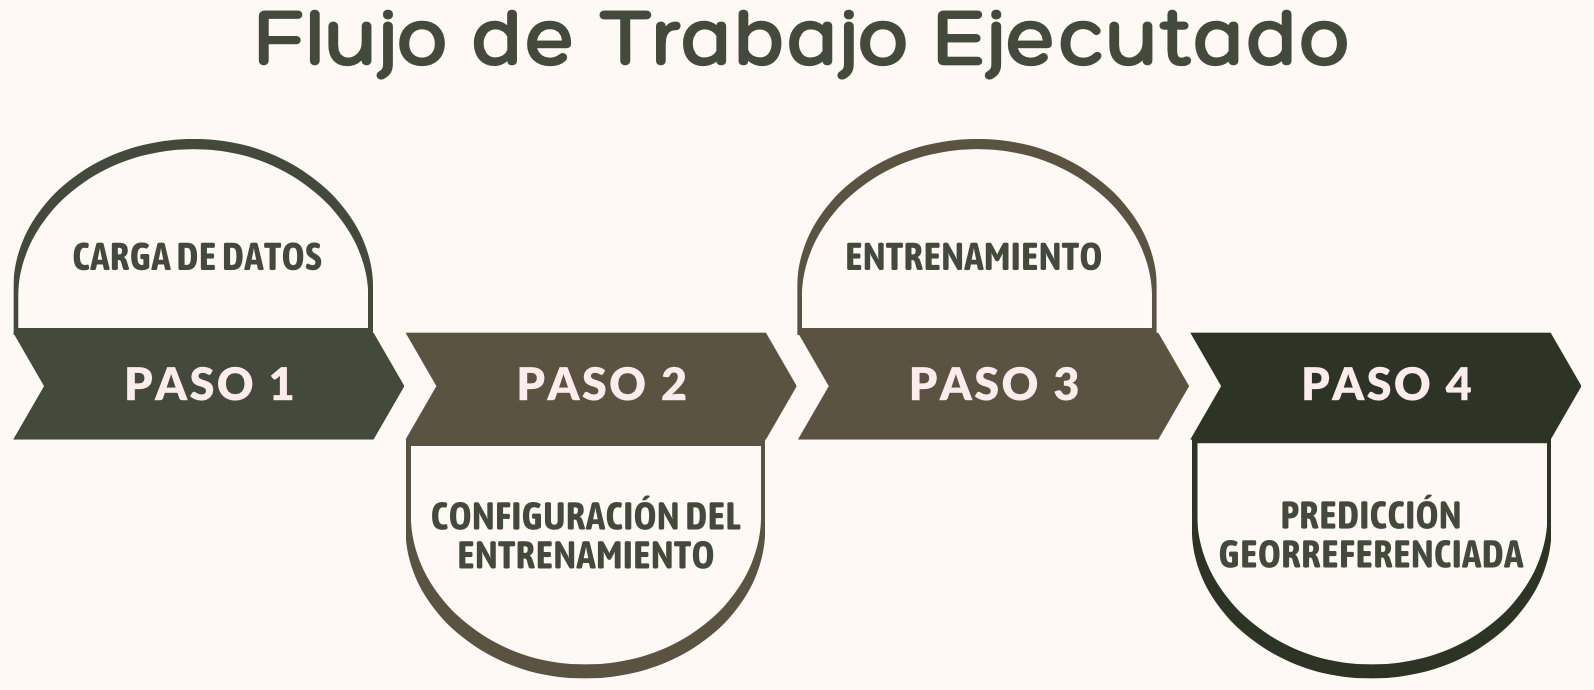 Flujo de Trabajo Ejecutado
CARGA DE DATOS
PASO 1
PASO 2
CONFIGURACIÓN DEL
ENTRENAMIENTO
ENTRENAMIENTO
PASO 3
PASO 4
PREDICCIÓN
GEORREFERENCIADA